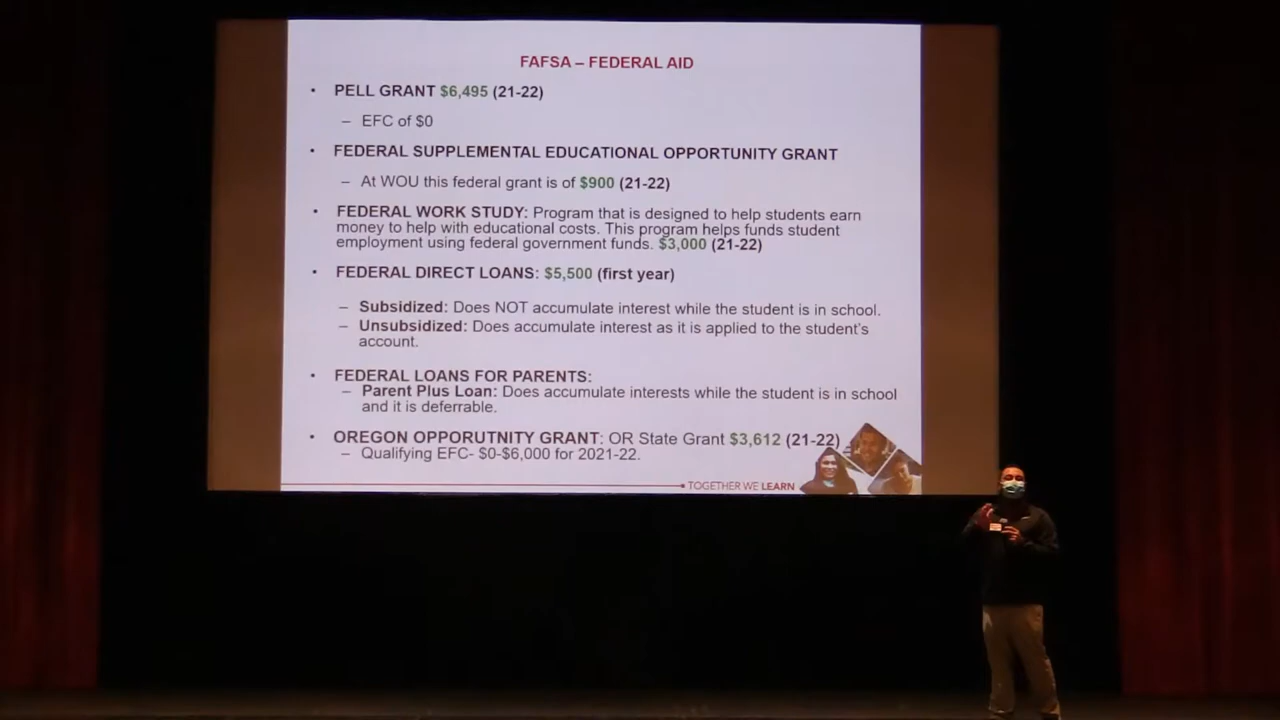 FAFSA – FEDERAL AID
• PELL GRANT $6,495 (21-22)
– EFC of $0
• FEDERAL SUPPLEMENTAL EDUCATIONAL OPPORTUNITY GRANT
– At WOU this federal grant is of $900 (21-22)
• FEDERAL WORK STUDY: Program that is designed to help students earn
money to help with educational costs. This program helps funds student
employment using federal government funds. $3,000 (21-22)
• FEDERAL DIRECT LOANS: $5,500 (first year)
– Subsidized: Does NOT accumulate interest while the student is in school.
– Unsubsidized: Does accumulate interest as it is applied to the student's
account.
• FEDERAL LOANS FOR PARENTS:
– Parent Plus Loan: Does accumulate interests while the student is in school
and it is deferrable.
• OREGON OPPORUTNITY GRANT: OR State Grant $3,612 (21-22)
– Qualifying EFC- $0-$6,000 for 2021-22.
TOGETHER WE LEARN